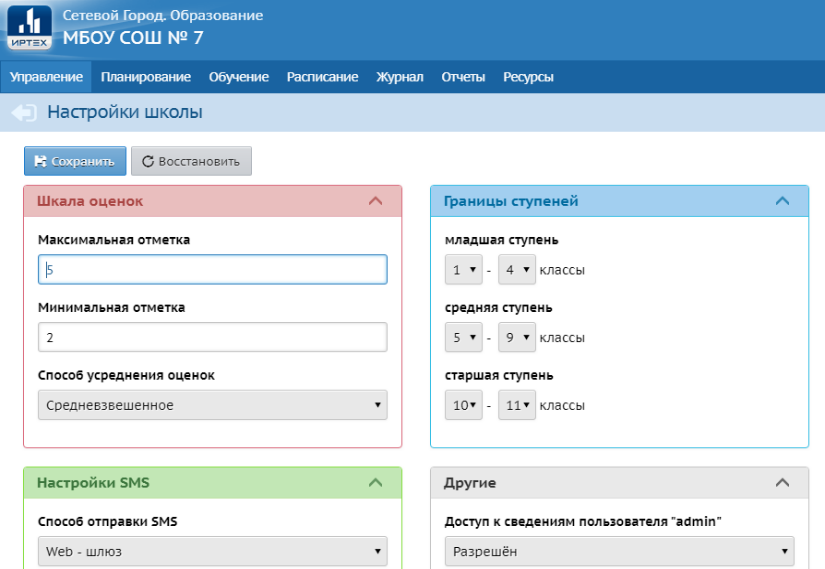 ИРТЕХ
Сетевой Город. Образование
МБОУ СОШ № 7
Управление Планирование Обучение Расписание Журнал Отчеты Ресурсы
Настройки школы
Сохранить Восстановить
Шкала оценок
Максимальная отметка
5
Минимальная отметка
2
Способ усреднения оценок
Средневзвешенное
Границы ступеней
младшая ступень
1 - 4 классы
средняя ступень
5 - 9 классы
старшая ступень
10 - 11 классы
Настройки SMS
Способ отправки SMS
Web - шлюз
Другие
Доступ к сведениям пользователя "admin"
Разрешён